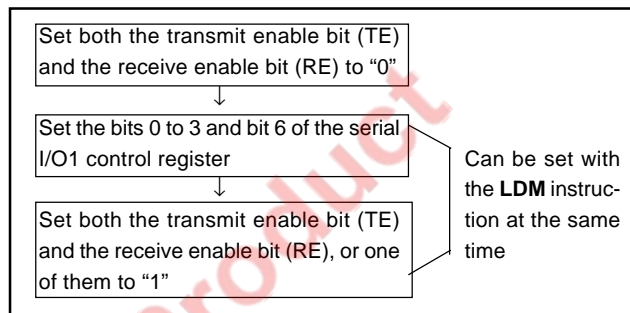 Set both the transmit enable bit (TE)
and the receive enable bit (RE) to “0”
Set the bits 0 to 3 and bit 6 of the serial
I/O1 control register
Set both the transmit enable bit (TE)
and the receive enable bit (RE), or one
of them to “1”
Can be set with
the LDM instruc-
tion at the same
time
Product